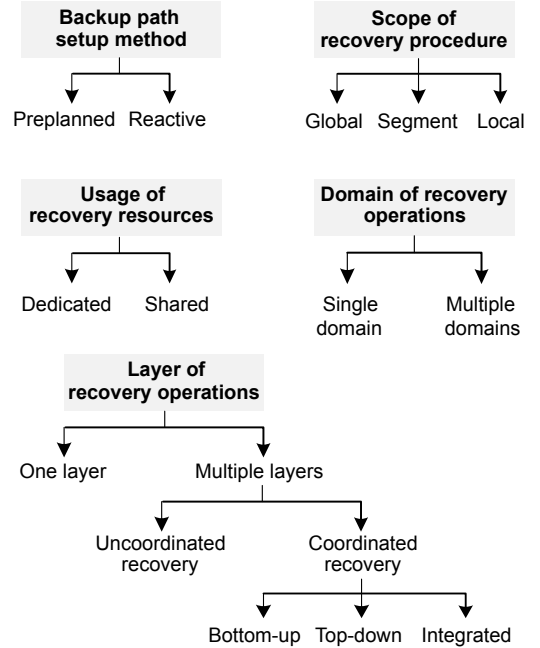 Backup path
setup method
Preplanned Reactive
Scope of
recovery procedure
Global Segment Local
Usage of
recovery resources
Dedicated Shared
Domain of recovery
operations
Single
domain
Multiple
domains
Layer of
recovery operations
One layer Multiple layers
Uncoordinated
recovery
Coordinated
recovery
Bottom-up Top-down Integrated